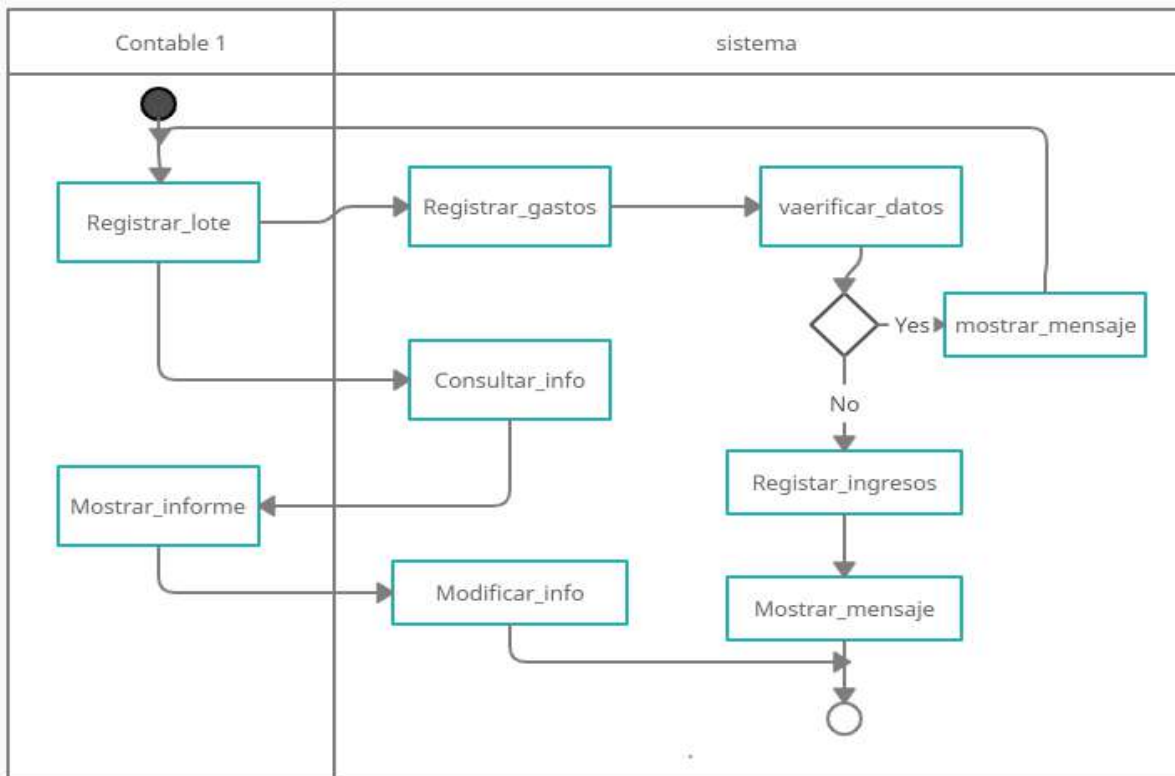 Contable 1
sistema
Registrar_lote
Registrar_gastos
vaerificar_datos
Yes
mostrar_mensaje
Consultar_info
No
Registar_ingresos
Mostrar_informe
Modificar_info
Mostrar_mensaje